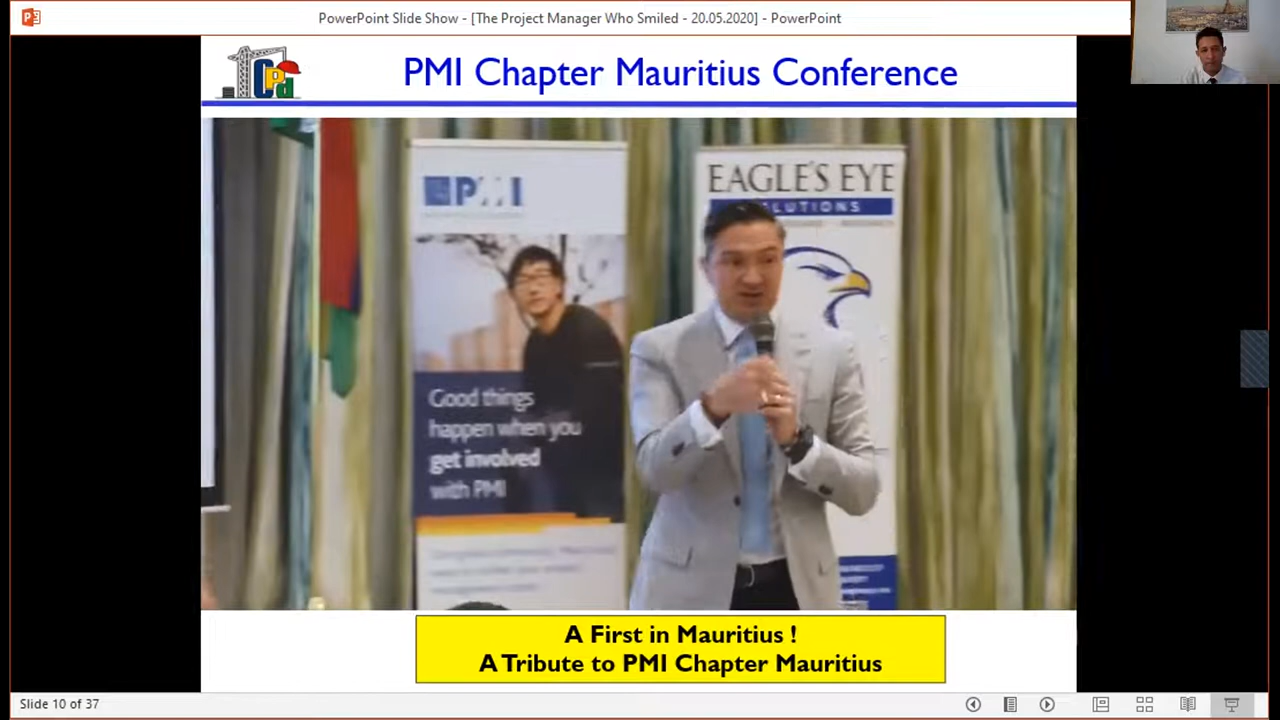 PowerPoint Slide Show - [The Project Manager Who Smiled - 20.05.2020] - PowerPoint
CPd
PMI Chapter Mauritius Conference
PMI
Good things
happen when you
get involved
with PMI
EAGLE'S EYE
A First in Mauritius !
A Tribute to PMI Chapter Mauritius
Slide 10 of 37